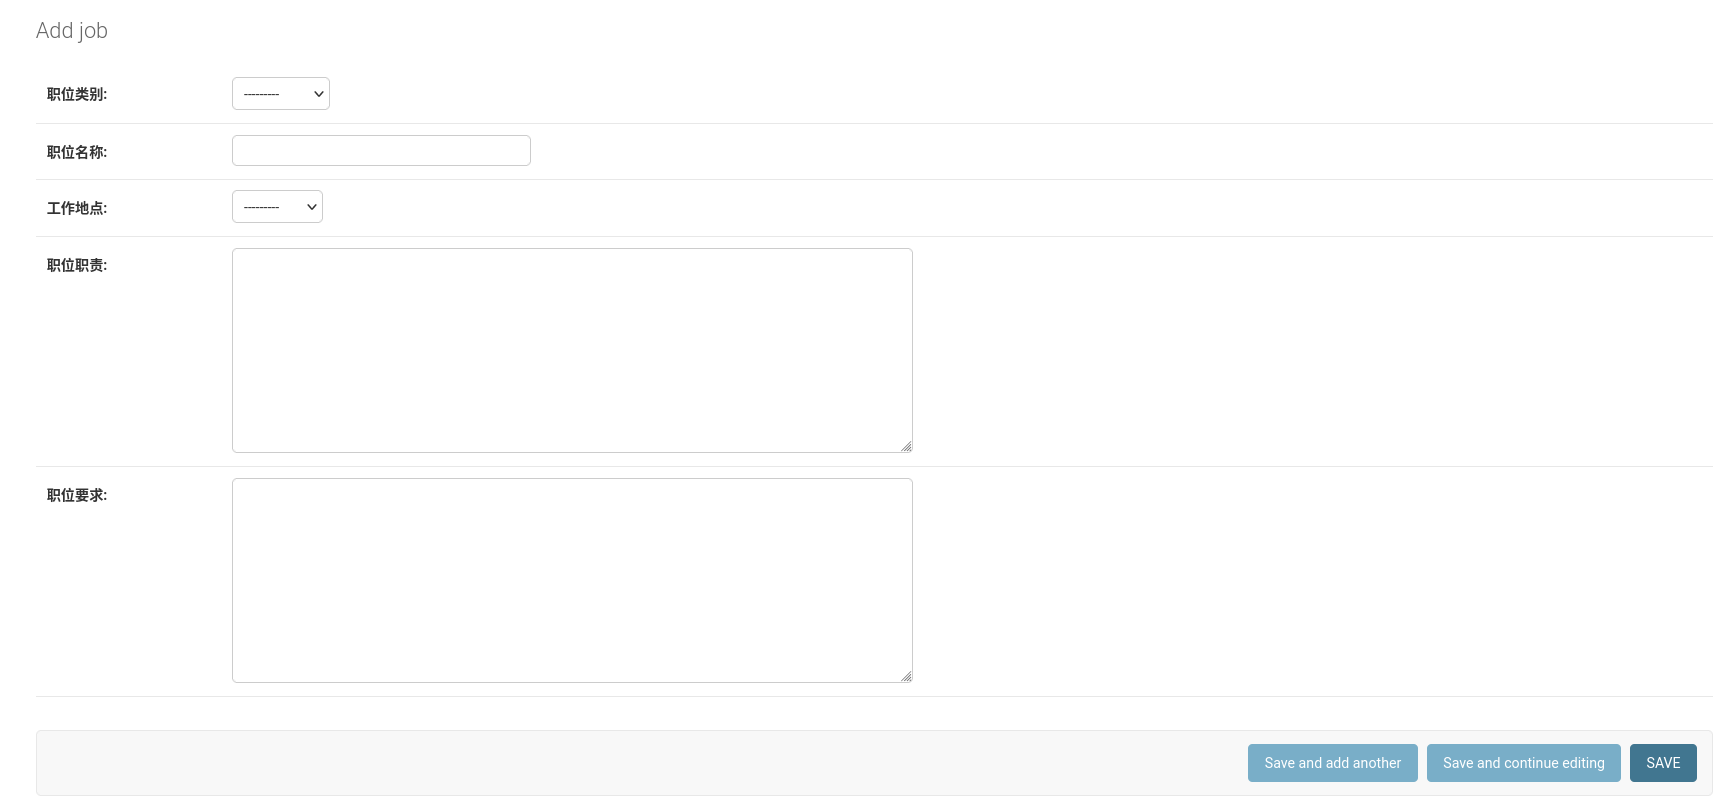 Add job
职位类别:
---------
职位名称:
工作地点:
---------
职位职责:
职位要求:
Save and add another
Save and continue editing
SAVE